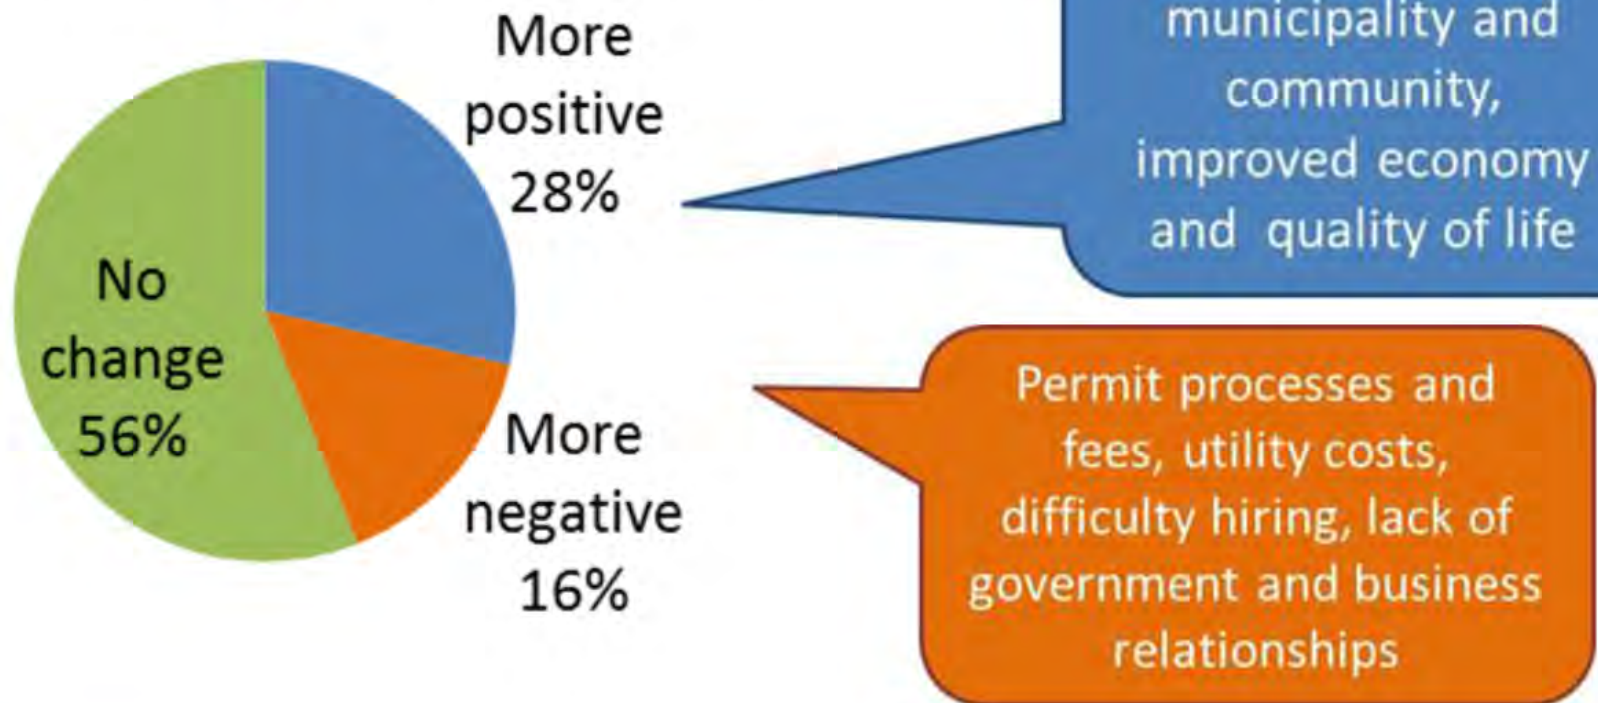 More
positive
28%
municipality and
community,
improved economy
and quality of life
No
change
56%
More
negative
16%
Permit processes and
fees, utility costs,
difficulty hiring, lack of
government and business
relationships